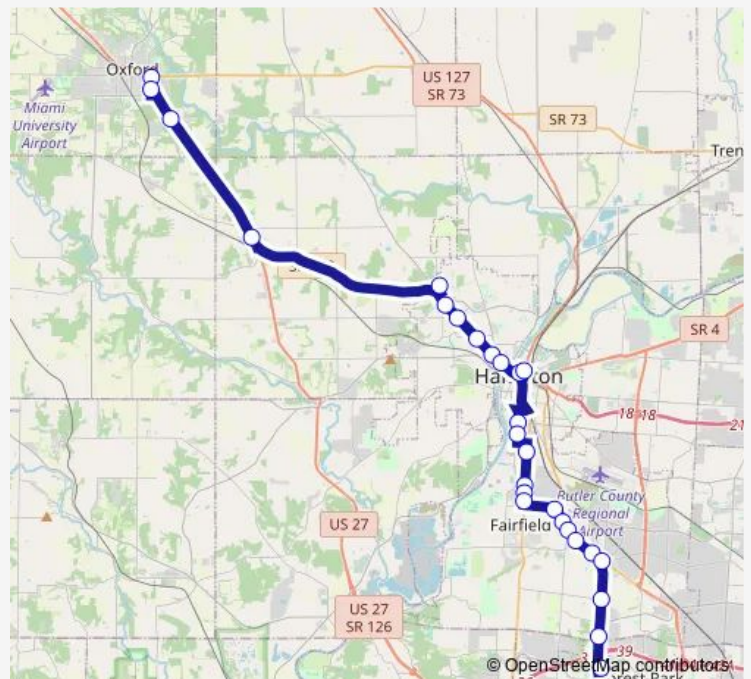 Oxford
US 127
SR 73
Miami
University
Airport
SR 73
Tren
SR 4
Hamilton
18 18
21
Butler County
Regional
Airport
Fairfield
US 27
US 27
SR 126
39
© OpenStreetMap contributors